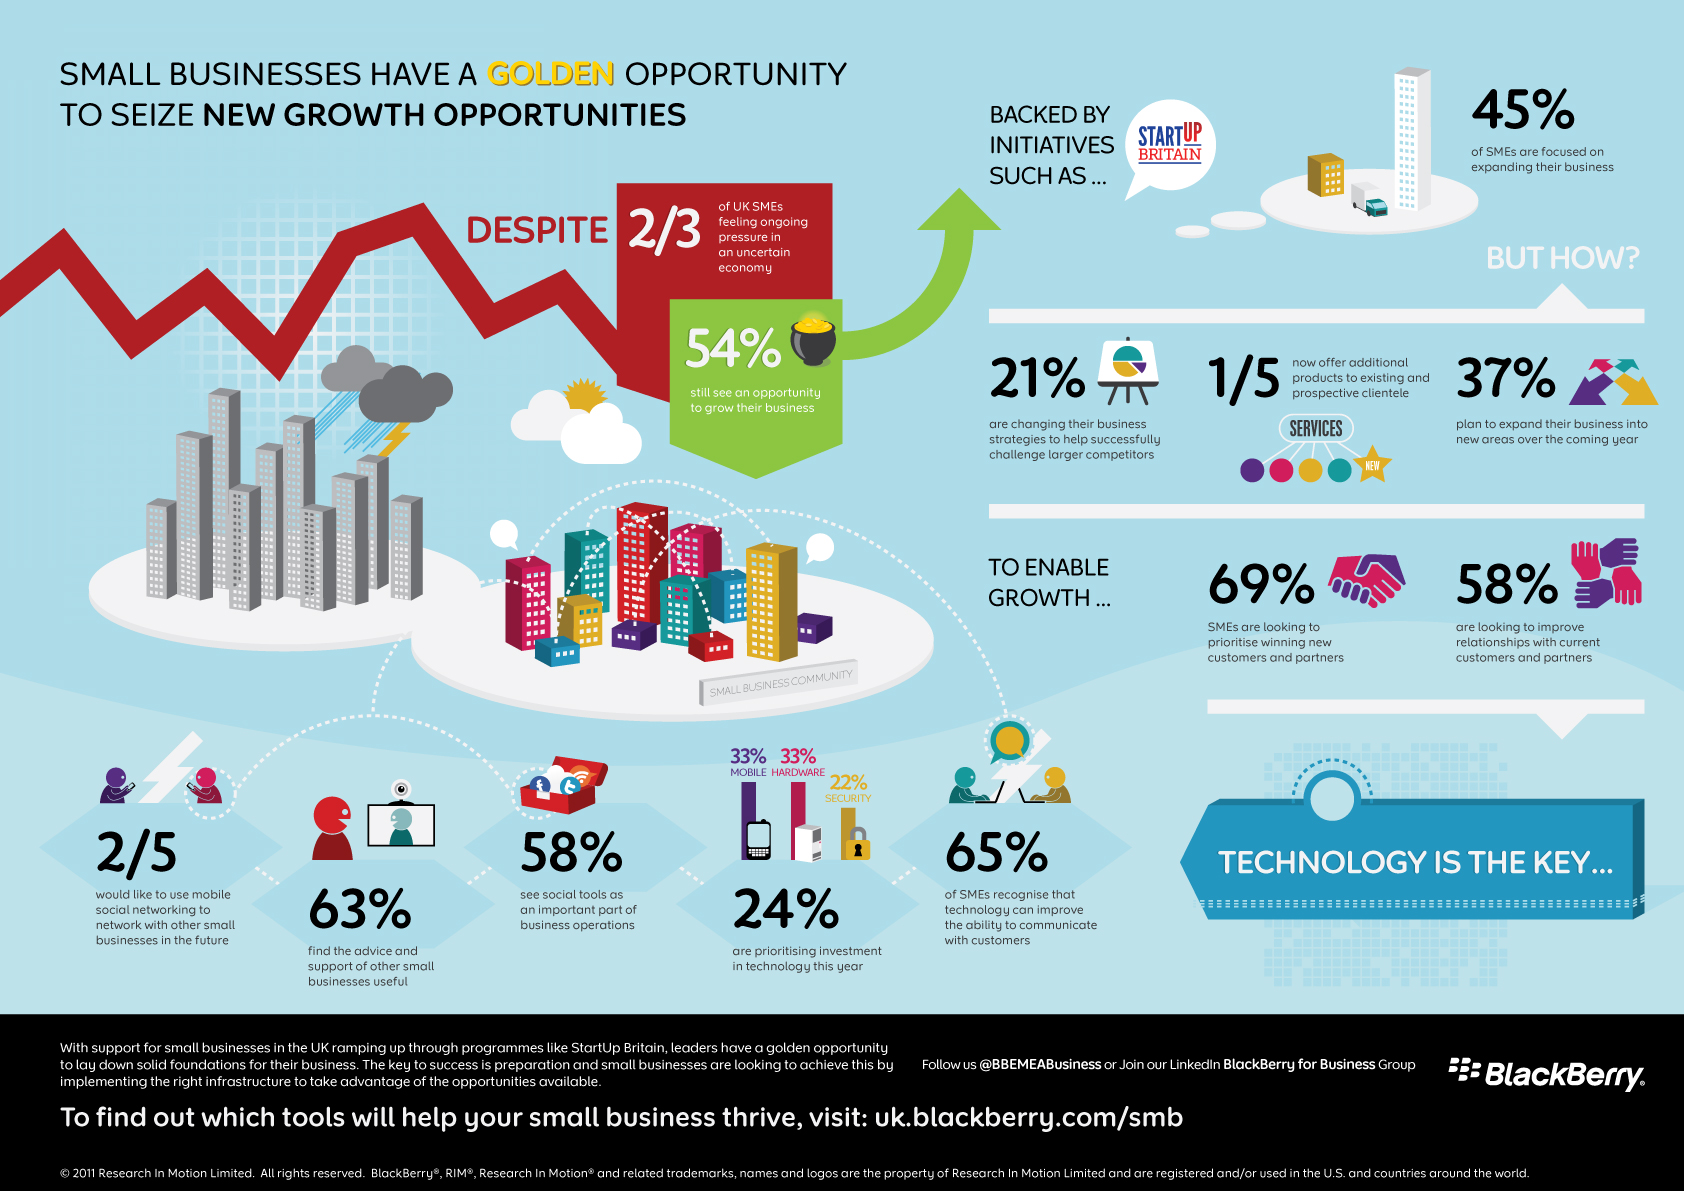 SMALL BUSINESSES HAVE A GOLDEN OPPORTUNITY
TO SEIZE NEW GROWTH OPPORTUNITIES
DESPITE
2/3
of UK SMEs
feeling ongoing
pressure in
an uncertain
economy
54%
still see an opportunity
to grow their business
BACKED BY
INITIATIVES
SUCH AS ...
STARTUP
BRITAIN
45%
of SMEs are focused on
expanding their business
BUT HOW?
21%
are changing their business
strategies to help successfully
challenge larger competitors
1/5
now offer additional
products to existing and
prospective clientele
SERVICES
NEW
37%
plan to expand their business into
new areas over the coming year
TO ENABLE
GROWTH ...
69%
SMEs are looking to
prioritise winning new
customers and partners
58%
are looking to improve
relationships with current
customers and partners
SMALL BUSINESS COMMUNITY
TECHNOLOGY IS THE KEY...
2/5
would like to use mobile
social networking to
network with other small
businesses in the future
63%
find the advice and
support of other small
businesses useful
58%
see social tools as
an important part of
business operations
33%
MOBILE
33%
HARDWARE
22%
SECURITY
24%
are prioritising investment
in technology this year
65%
of SMEs recognise that
technology can improve
the ability to communicate
with customers
With support for small businesses in the UK ramping up through programmes like StartUp Britain, leaders have a golden opportunity
to lay down solid foundations for their business. The key to success is preparation and small businesses are looking to achieve this by
implementing the right infrastructure to take advantage of the opportunities available.
Follow us @BBEMEABusiness or Join our LinkedIn BlackBerry for Business Group
BlackBerry®
To find out which tools will help your small business thrive, visit: uk.blackberry.com/smb
© 2011 Research In Motion Limited. All rights reserved. BlackBerry®, RIM®, Research In Motion® and related trademarks, names and logos are the property of Research In Motion Limited and are registered and/or used in the U.S. and countries around the world.